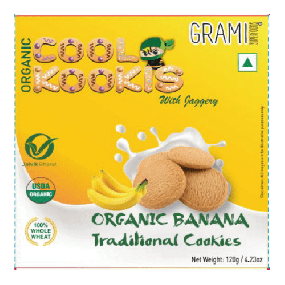 ORGANIC
COOL
KOOKIS
With Jaggery
GRAMI
USDA
ORGANIC
100%
WHOLE
WHEAT
ORGANIC BANANA
Traditional Cookies
Net Weight: 120g / 4.23oz